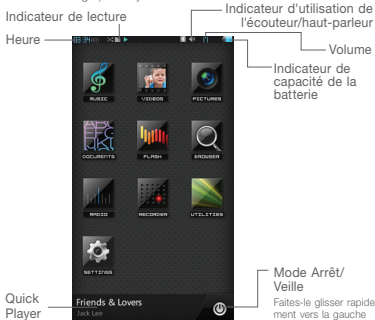 Indicateur de lecture
Indicateur d'utilisation de
l'écouteur/haut-parleur
Heure
Volume
Indicateur de
capacité de la
batterie
MUSIC
VIDEOS
PICTURES
DOCUMENTS
FLASH
BROWSER
RADIO
RECORDER
UTILITIES
SETTINGS
Mode Arrêt/
Veille
Faites-le glisser rapide
ment vers la gauche
Quick
Player
Friends & Lovers
Jack Lee